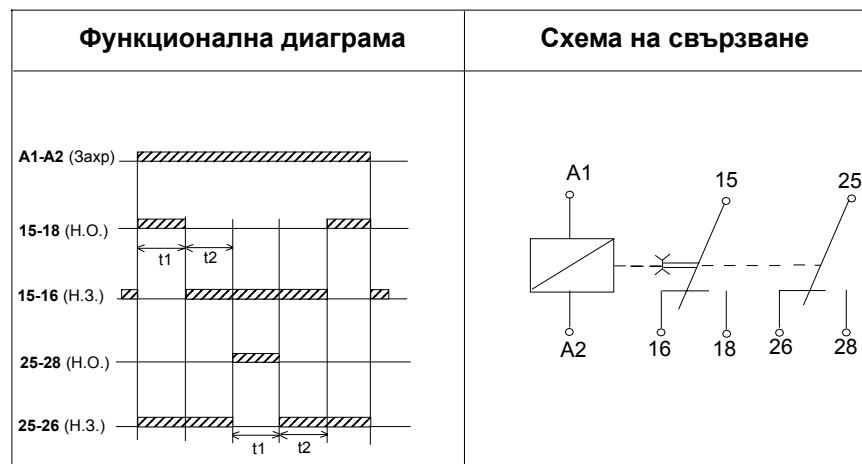 Функционална диаграма
Схема на свързване
A1-A2 (Захр)
15-18 (Н.О.)
t1 t2
15-16 (Н.З.)
25-28 (Н.О.)
25-26 (Н.З.)
t1 t2
A1
15
25
A2
16
18
26
28